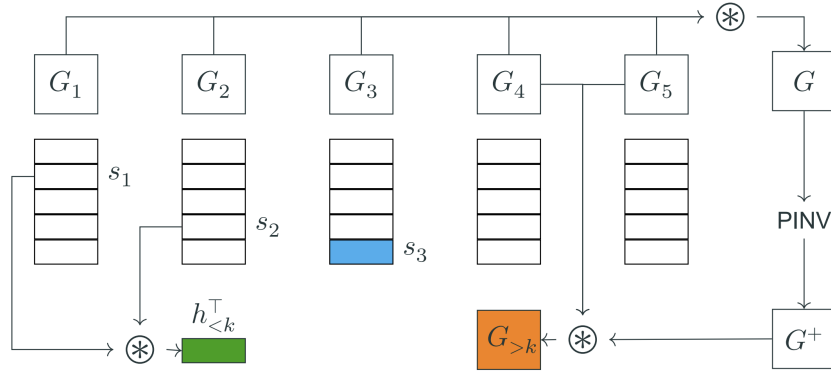 ⊛
G₁ G₂ G₃ G₄ G₅ G
s₁
s₂
PINV
s₃
h⊤<k
G>k ⊛ G⁺
⊛